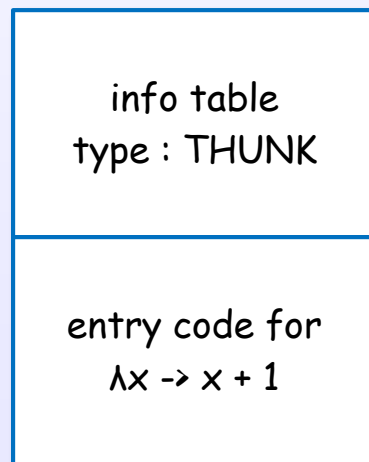 info table
type : THUNK
entry code for
λx -> x + 1